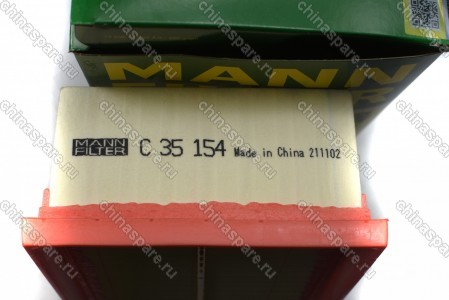 MANN
MANN
FILTER
C 35 154 Made in China 211102
chinaspare.ru